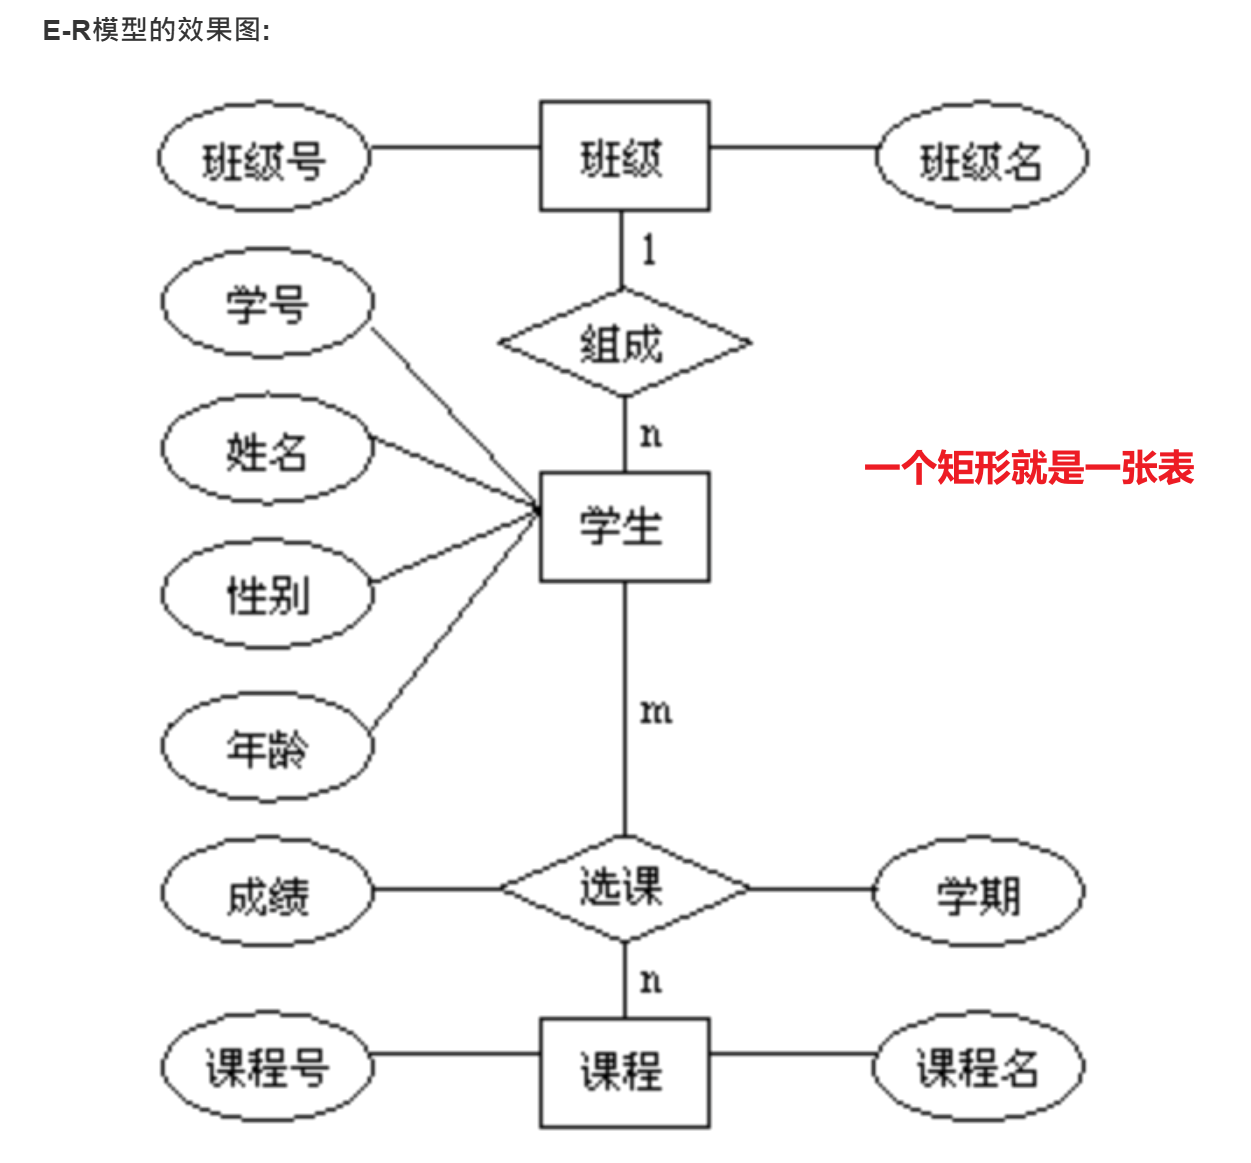 E-R模型的效果图:
班级号
班级
班级名
1
学号
组成
n
姓名
一个矩形就是一张表
学生
性别
m
年龄
成绩
选课
学期
n
课程号
课程
课程名